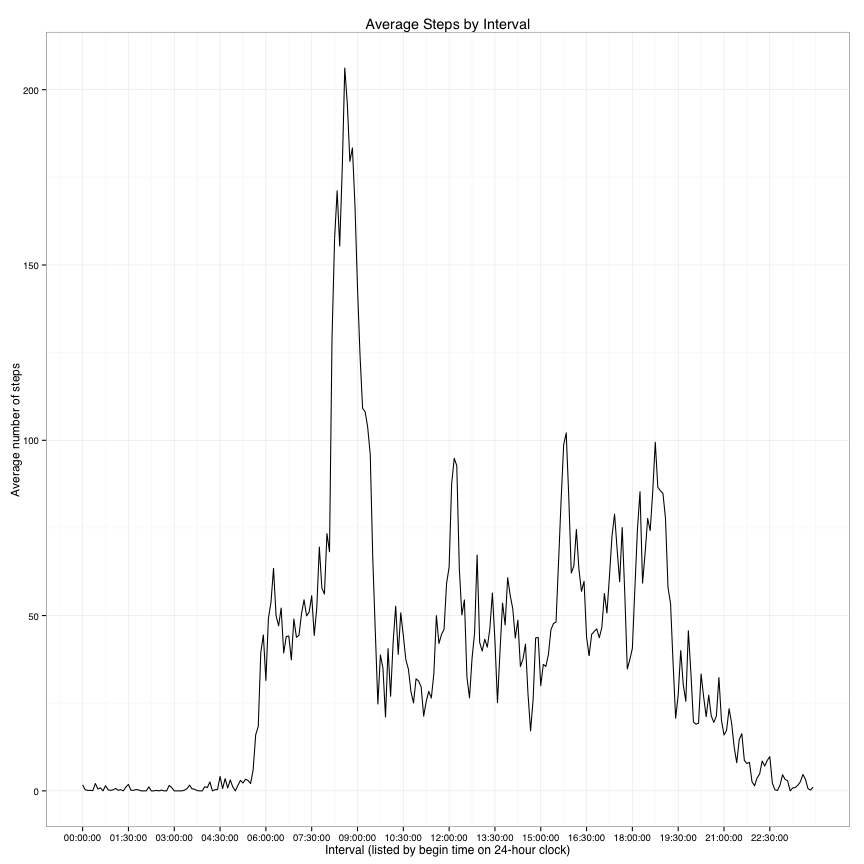 Average Steps by Interval
Average number of steps
200
150
100
50
0
00:00:00 01:30:00 03:00:00 04:30:00 06:00:00 07:30:00 09:00:00 10:30:00 12:00:00 13:30:00 15:00:00 16:30:00 18:00:00 19:30:00 21:00:00 22:30:00
Interval (listed by begin time on 24-hour clock)